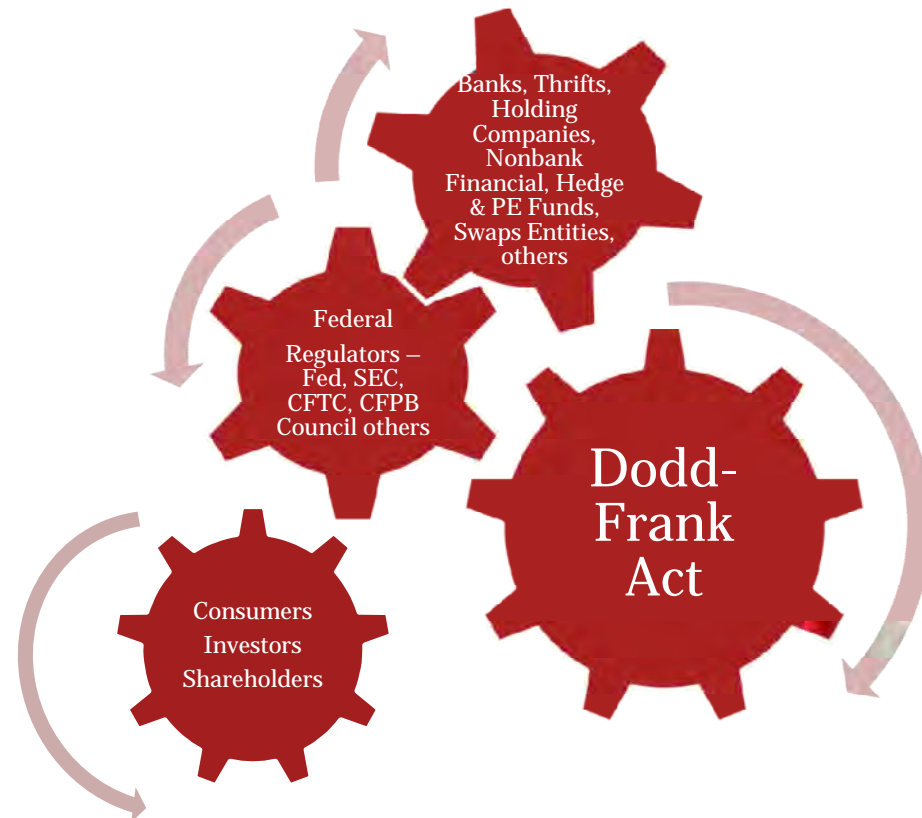 Banks, Thrifts,
Holding
Companies,
Nonbank
Financial, Hedge
& PE Funds,
Swaps Entities,
others
Federal
Regulators –
Fed, SEC,
CFTC, CFPB
Council others
Dodd-
Frank
Act
Consumers
Investors
Shareholders